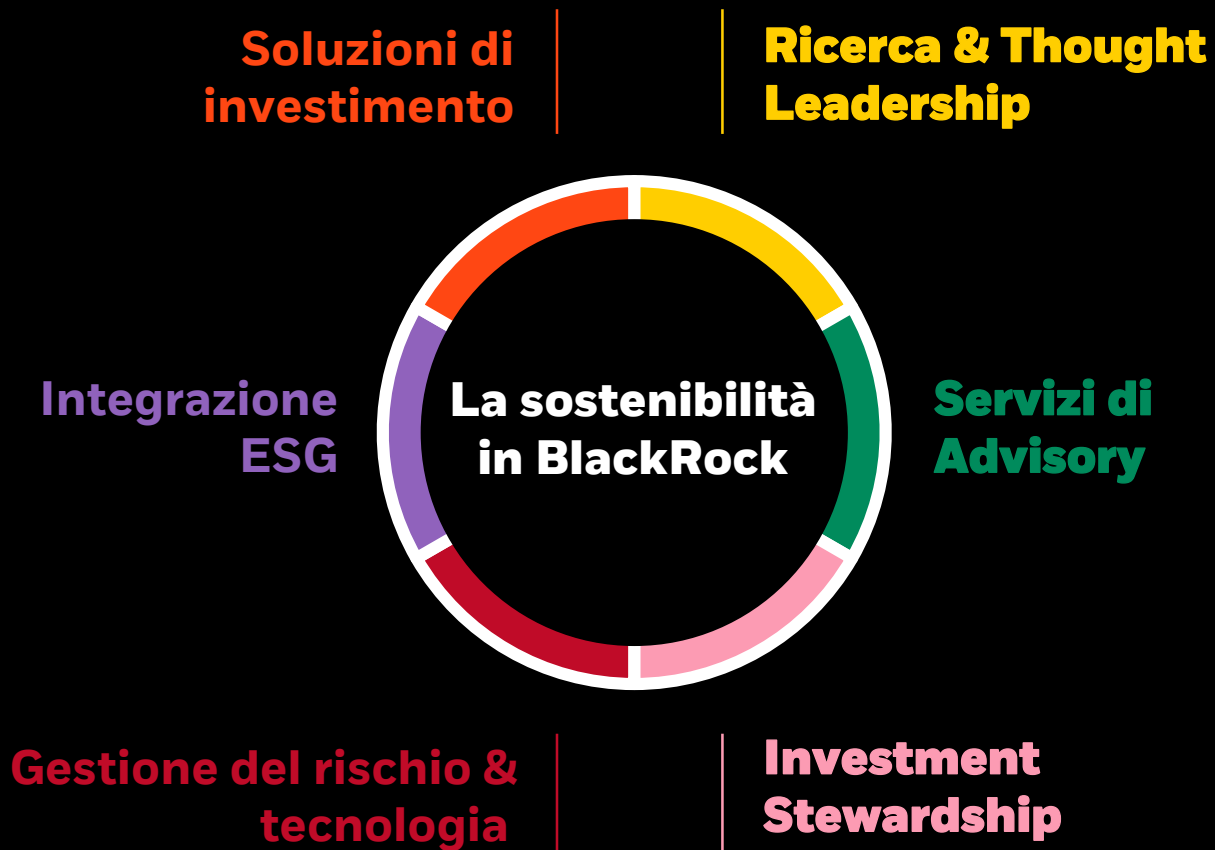 Soluzioni di
investimento
Ricerca & Thought
Leadership
Integrazione
ESG
La sostenibilità
in BlackRock
Servizi di
Advisory
Gestione del rischio &
tecnologia
Investment
Stewardship